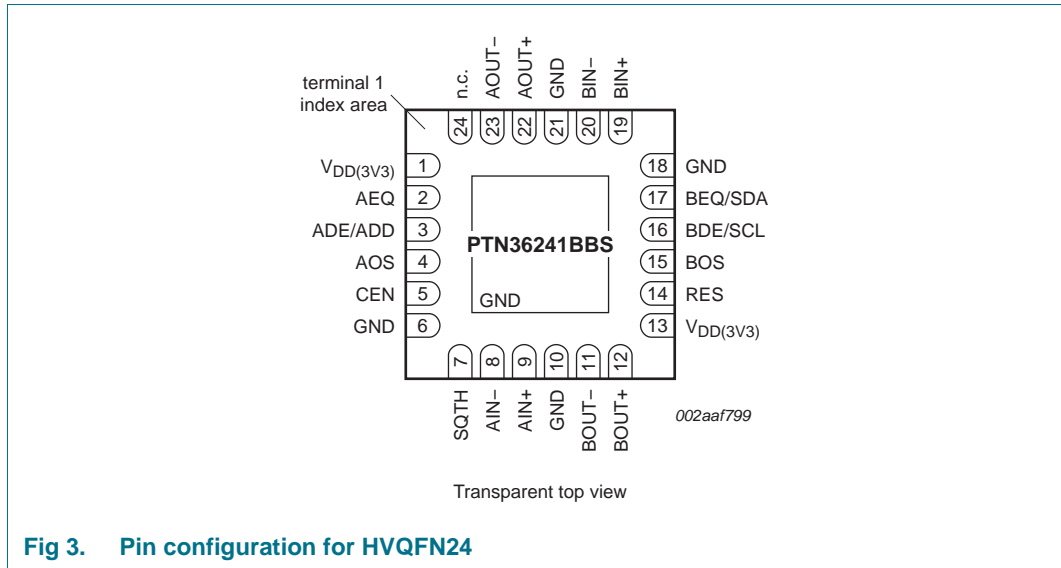 n.c.
AOUT−
AOUT+
GND
BIN−
BIN+
terminal 1
index area
24
23
22
21
20
19
VDD(3V3) 1
18 GND
AEQ 2
17 BEQ/SDA
ADE/ADD 3
16 BDE/SCL
PTN36241BBS
AOS 4
15 BOS
CEN 5
14 RES
GND
GND 6
13 VDD(3V3)
7
8
9
10
11
12
SQTH
AIN−
AIN+
GND
BOUT−
BOUT+
002aaf799
Transparent top view
Fig 3. Pin configuration for HVQFN24